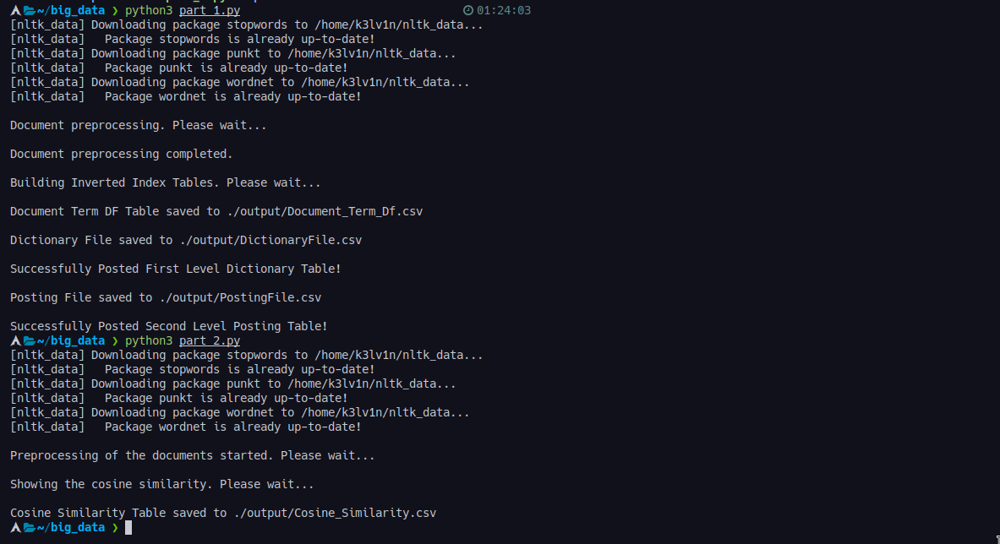 ~/big_data ❯ python3 part_1.py 01:24:03
[nltk_data] Downloading package stopwords to /home/k3lv1n/nltk_data...
[nltk_data]   Package stopwords is already up-to-date!
[nltk_data] Downloading package punkt to /home/k3lv1n/nltk_data...
[nltk_data]   Package punkt is already up-to-date!
[nltk_data] Downloading package wordnet to /home/k3lv1n/nltk_data...
[nltk_data]   Package wordnet is already up-to-date!
Document preprocessing. Please wait...
Document preprocessing completed.
Building Inverted Index Tables. Please wait...
Document Term DF Table saved to ./output/Document_Term_Df.csv
Dictionary File saved to ./output/DictionaryFile.csv
Successfully Posted First Level Dictionary Table!
Posting File saved to ./output/PostingFile.csv
Successfully Posted Second Level Posting Table!
~/big_data ❯ python3 part_2.py
[nltk_data] Downloading package stopwords to /home/k3lv1n/nltk_data...
[nltk_data]   Package stopwords is already up-to-date!
[nltk_data] Downloading package punkt to /home/k3lv1n/nltk_data...
[nltk_data]   Package punkt is already up-to-date!
[nltk_data] Downloading package wordnet to /home/k3lv1n/nltk_data...
[nltk_data]   Package wordnet is already up-to-date!
Preprocessing of the documents started. Please wait...
Showing the cosine similarity. Please wait...
Cosine Similarity Table saved to ./output/Cosine_Similarity.csv
~/big_data ❯